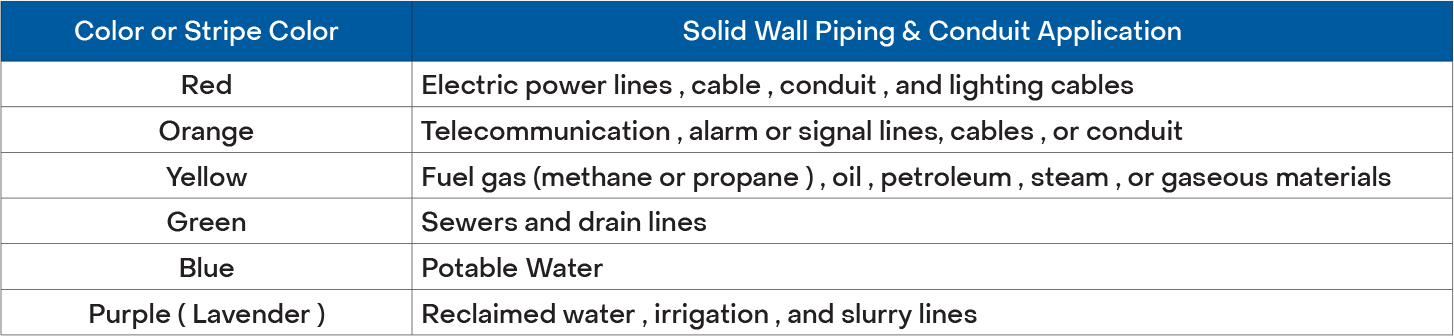 Color or Stripe Color Solid Wall Piping & Conduit Application
Red Electric power lines , cable , conduit , and lighting cables
Orange Telecommunication , alarm or signal lines, cables , or conduit
Yellow Fuel gas (methane or propane ) , oil , petroleum , steam , or gaseous materials
Green Sewers and drain lines
Blue Potable Water
Purple ( Lavender ) Reclaimed water , irrigation , and slurry lines